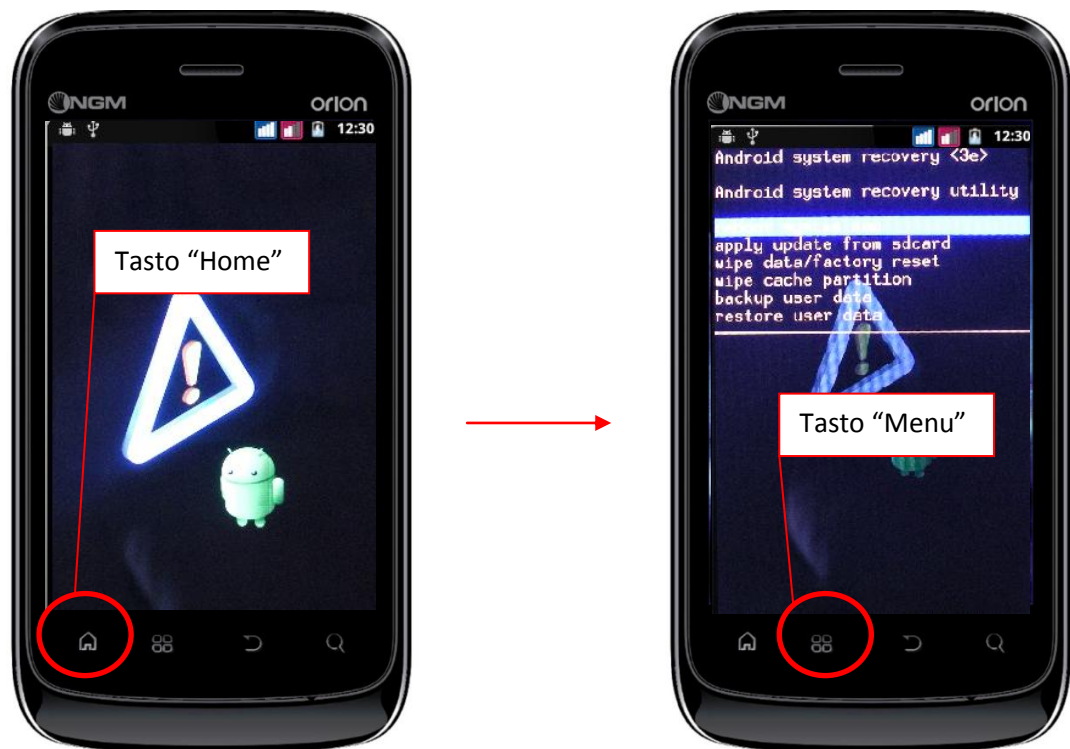 NGM
orion
12:30
Tasto “Home”
NGM
orion
12:30
Android system recovery <3e>
Android system recovery utility
apply update from sdcard
wipe data/factory reset
wipe cache partition
backup user data
restore user data
Tasto “Menu”